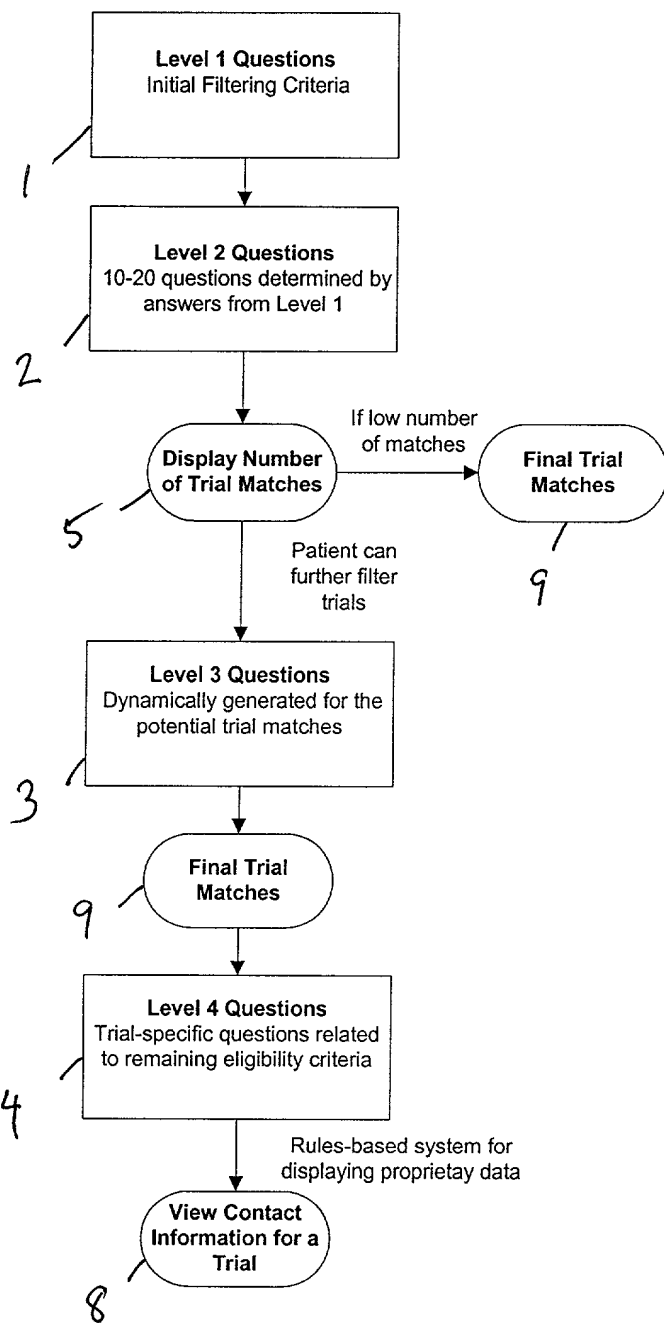 Level 1 Questions
Initial Filtering Criteria
1
Level 2 Questions
10-20 questions determined by
answers from Level 1
2
If low number
of matches
Display Number
of Trial Matches
Final Trial
Matches
5
9
Patient can
further filter
trials
Level 3 Questions
Dynamically generated for the
potential trial matches
3
Final Trial
Matches
9
Level 4 Questions
Trial-specific questions related
to remaining eligibility criteria
4
Rules-based system for
displaying proprietay data
View Contact
Information for a
Trial
8